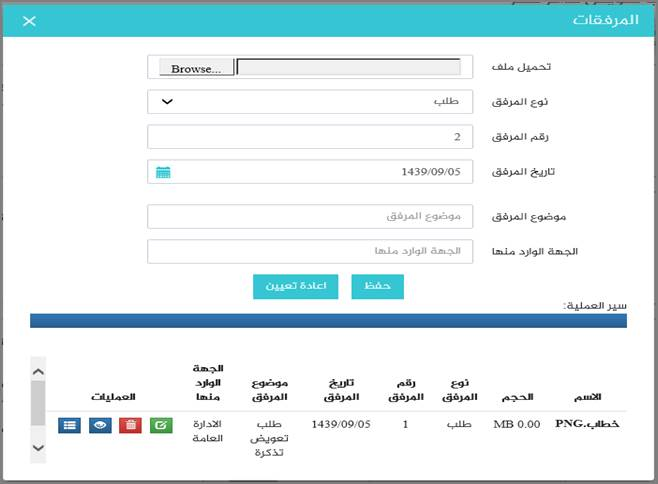 المرفقات
تحميل ملف
Browse...
نوع المرفق
طلب
رقم المرفق
2
تاريخ المرفق
1439/09/05
موضوع المرفق
موضوع المرفق
الجهة الوارد منها
الجهة الوارد منها
حفظ
اعادة تعيين
سير العملية:
الاسم
الحجم
نوع
المرفق
رقم
المرفق
تاريخ
المرفق
موضوع
المرفق
الجهة
الوارد
منها
العمليات
خطاب.PNG
0.00 MB
طلب
1
1439/09/05
طلب
تعويض
تذكرة
الادارة
العامة